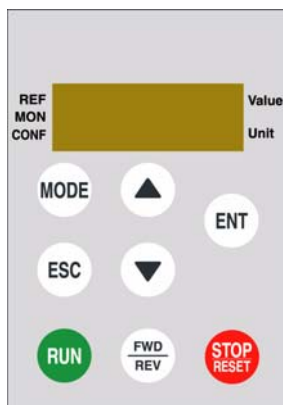 REF
MON
CONF
Value
Unit
MODE
ENT
ESC
RUN
FWD
REV
STOP
RESET